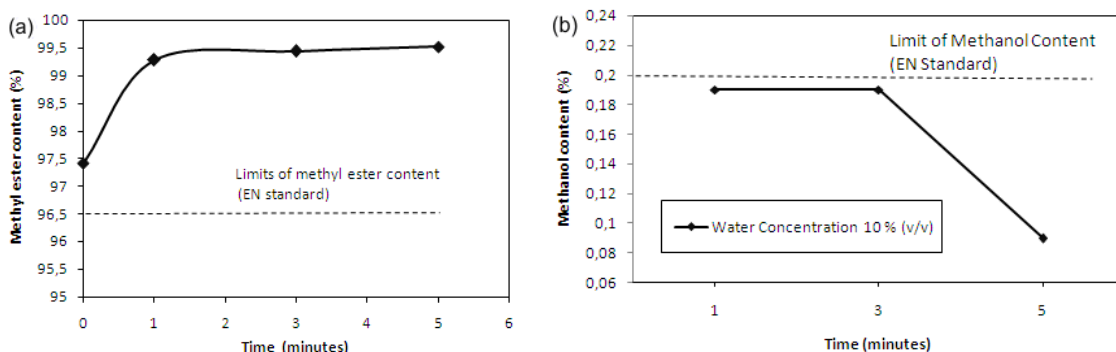 (a)
Methyl ester content (%)
100
99,5
99
98,5
98
97,5
97
96,5
96
95,5
95
Limits of methyl ester content
(EN standard)
0 1 2 3 4 5 6
Time (minutes)
(b)
Methanol content (%)
0,24
0,22
0,2
0,18
0,16
0,14
0,12
0,1
0,08
0,06
Limit of Methanol Content
(EN Standard)
Water Concentration 10 % (v/v)
1 3 5
Time (minutes)